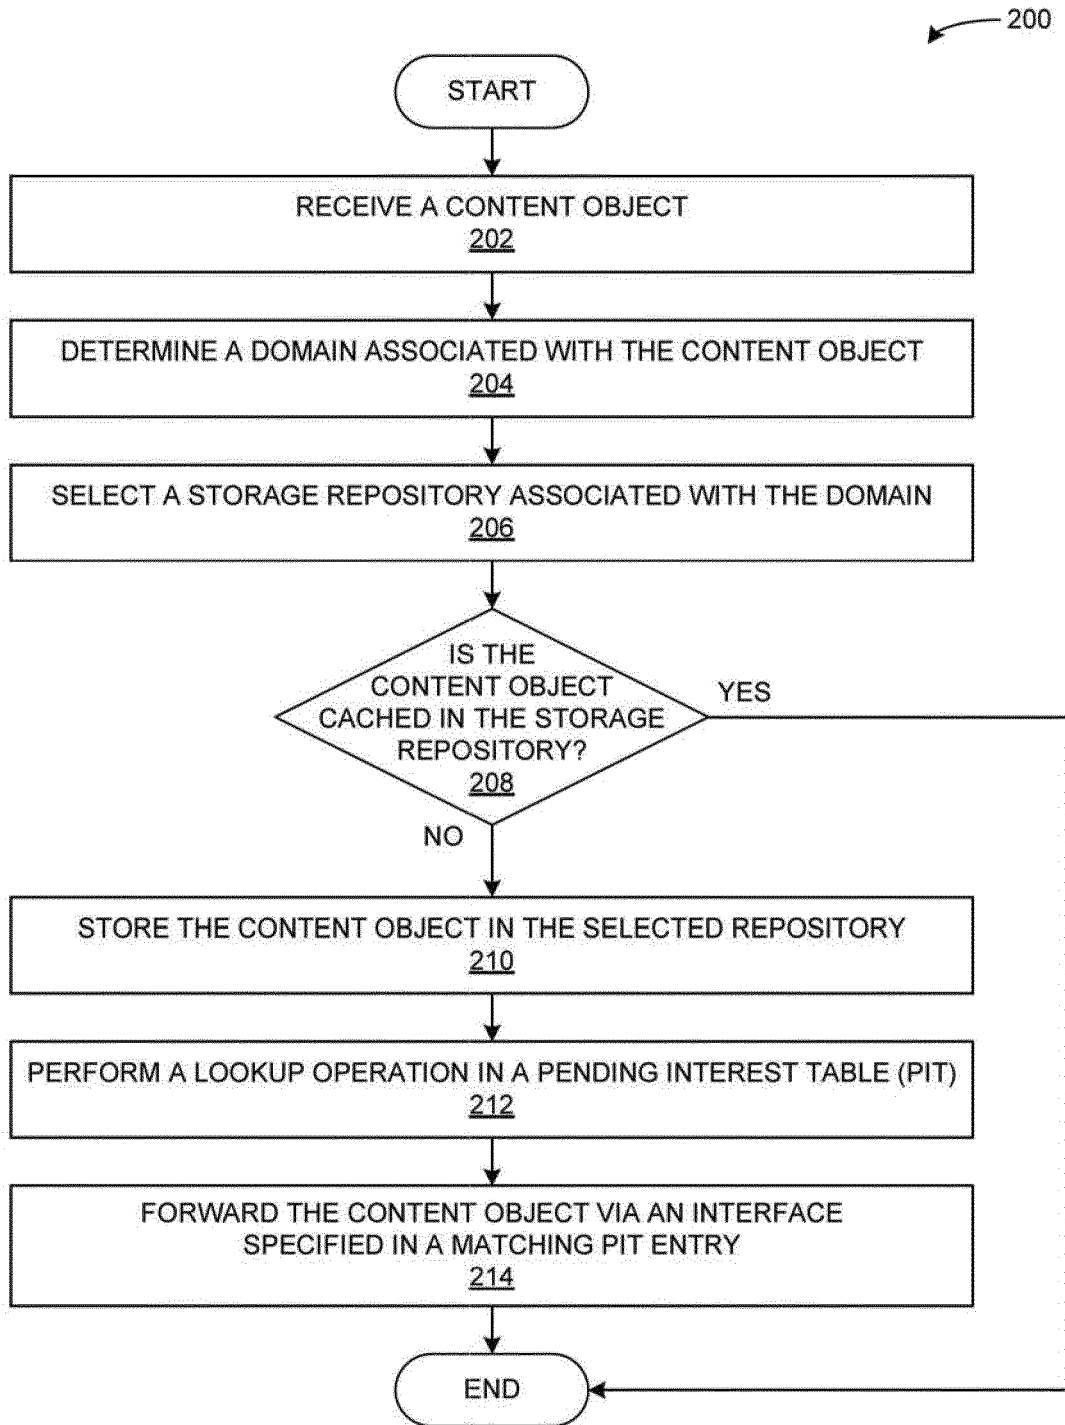 200
START
RECEIVE A CONTENT OBJECT
202
DETERMINE A DOMAIN ASSOCIATED WITH THE CONTENT OBJECT
204
SELECT A STORAGE REPOSITORY ASSOCIATED WITH THE DOMAIN
206
IS THE
CONTENT OBJECT
CACHED IN THE STORAGE
REPOSITORY?
208
YES
NO
STORE THE CONTENT OBJECT IN THE SELECTED REPOSITORY
210
PERFORM A LOOKUP OPERATION IN A PENDING INTEREST TABLE (PIT)
212
FORWARD THE CONTENT OBJECT VIA AN INTERFACE
SPECIFIED IN A MATCHING PIT ENTRY
214
END